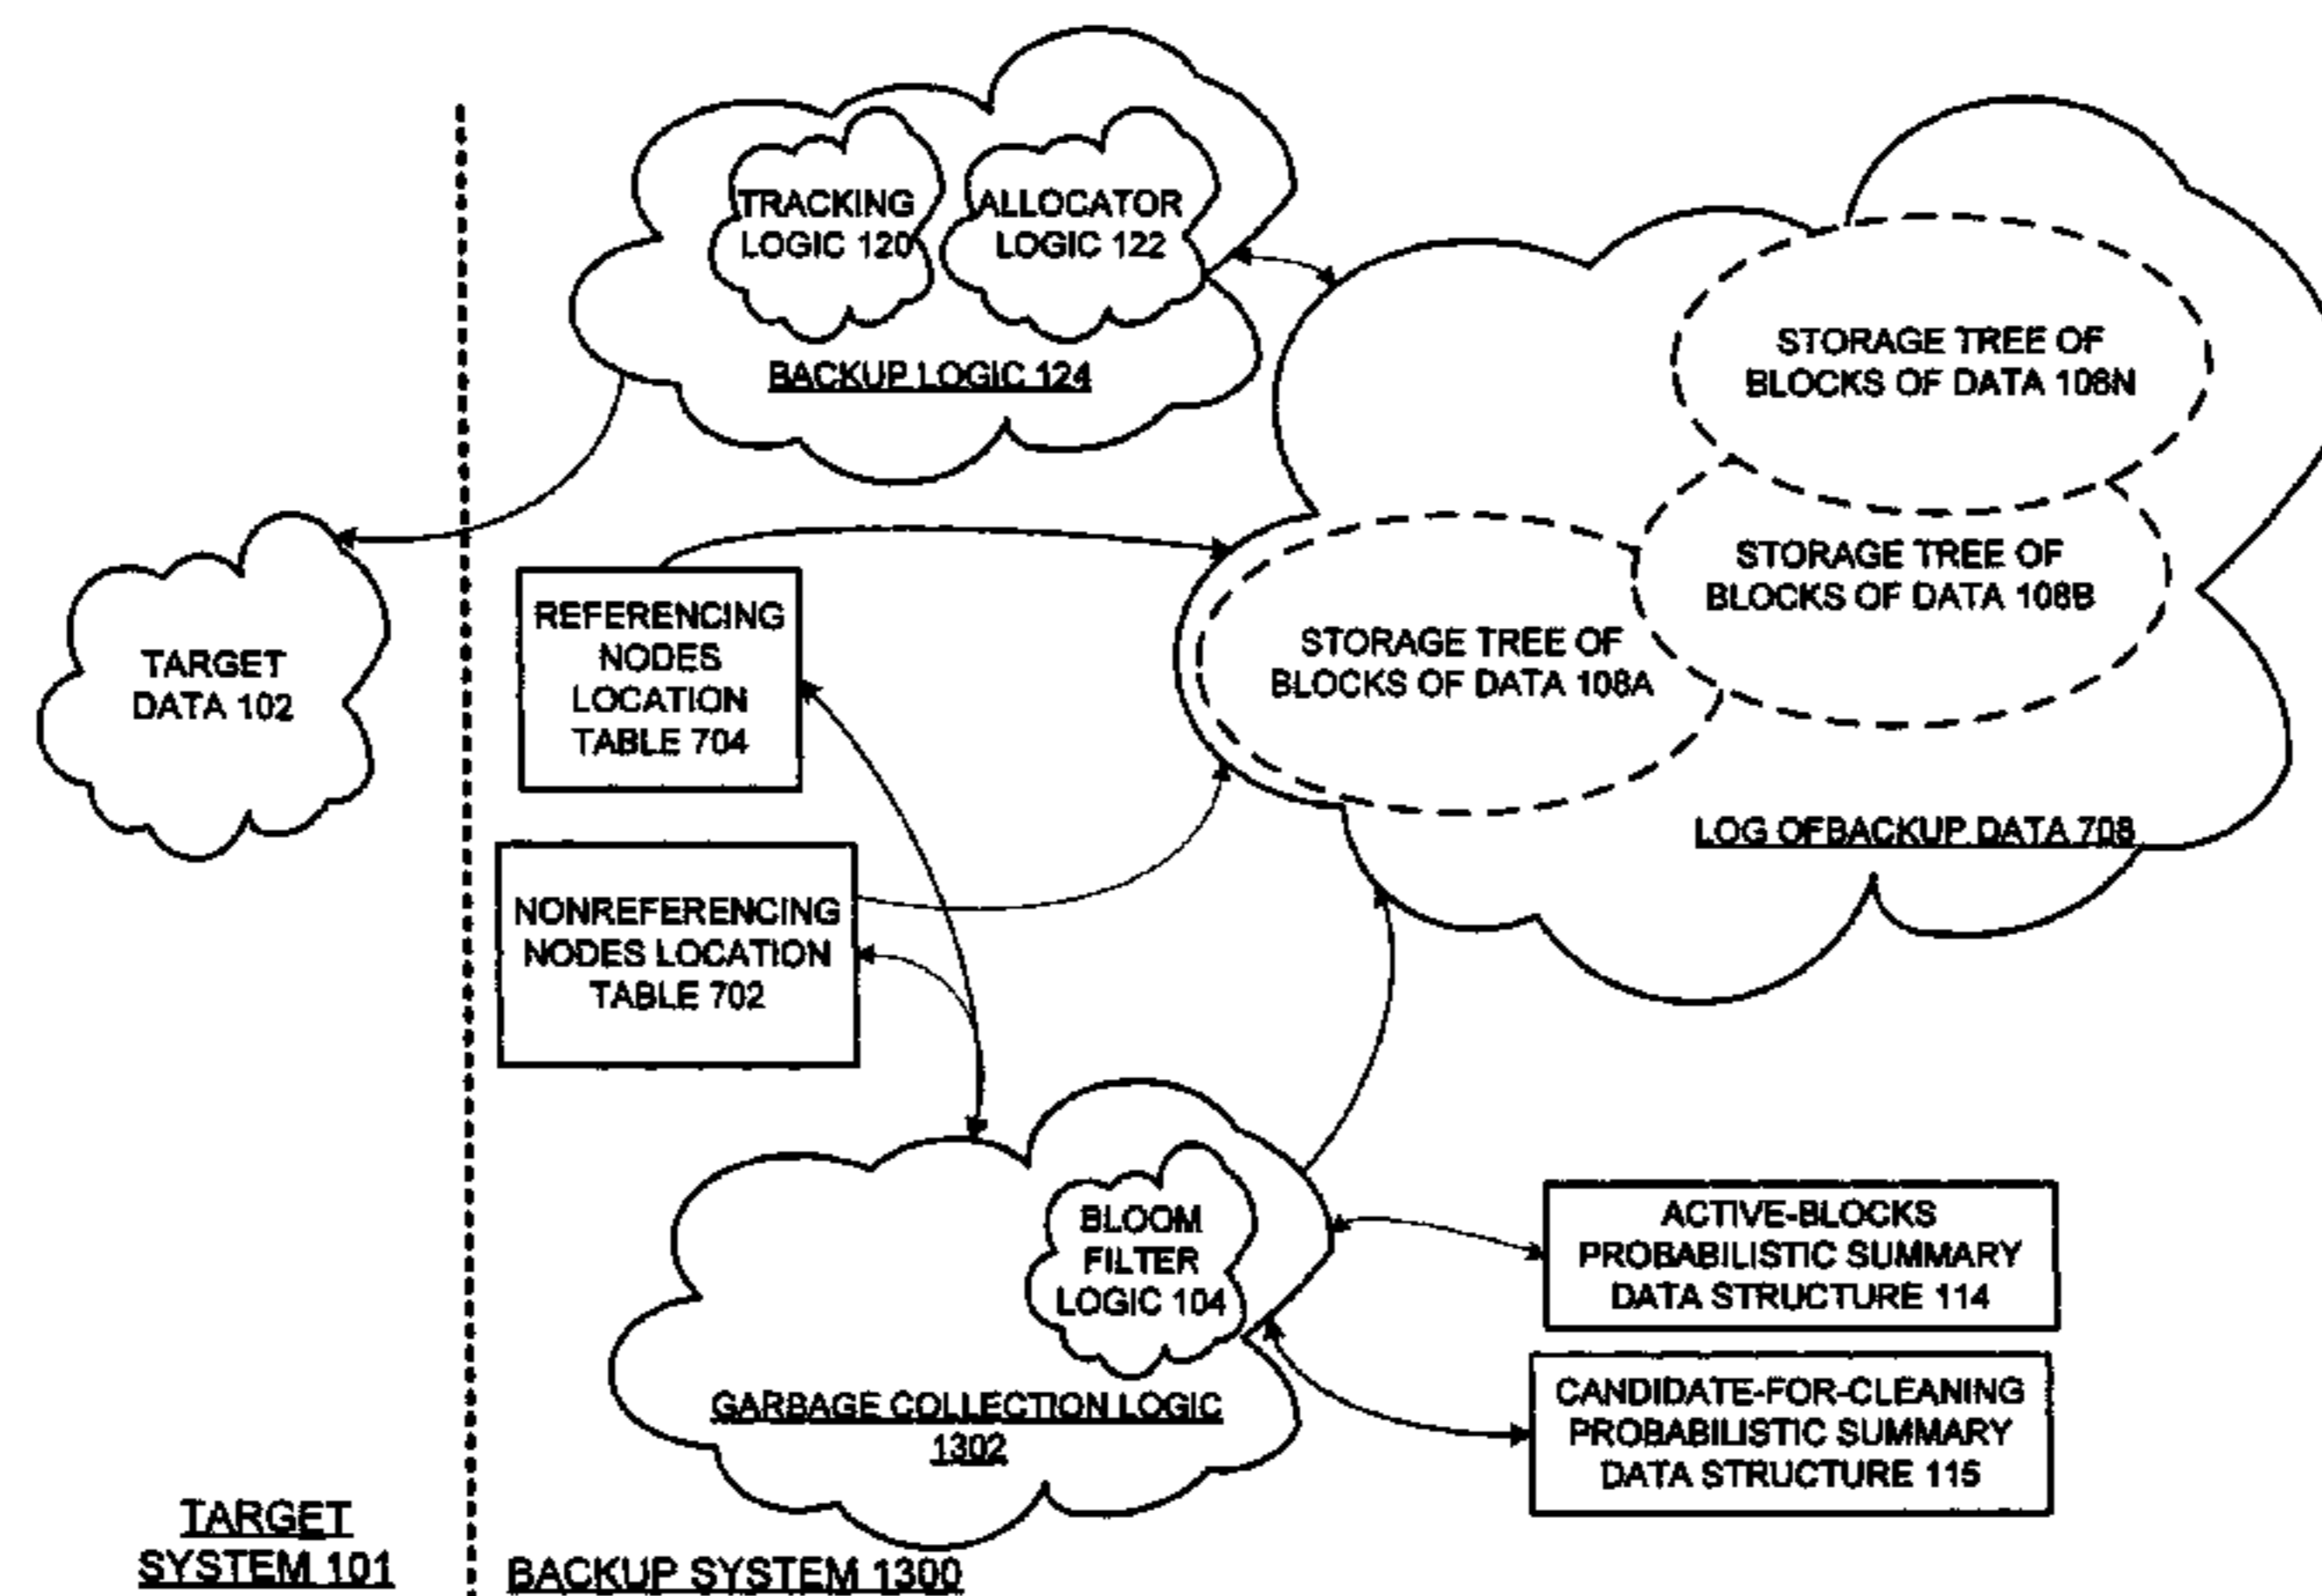 TRACKING
LOGIC 120
ALLOCATOR
LOGIC 122
BACKUP LOGIC 124
STORAGE TREE OF
BLOCKS OF DATA 108N
STORAGE TREE OF
BLOCKS OF DATA 108B
STORAGE TREE OF
BLOCKS OF DATA 108A
LOG OFBACKUP DATA 708
TARGET
DATA 102
REFERENCING
NODES
LOCATION
TABLE 704
NONREFERENCING
NODES LOCATION
TABLE 702
BLOOM
FILTER
LOGIC 104
GARBAGE COLLECTION LOGIC
1302
ACTIVE-BLOCKS
PROBABILISTIC SUMMARY
DATA STRUCTURE 114
CANDIDATE-FOR-CLEANING
PROBABILISTIC SUMMARY
DATA STRUCTURE 115
TARGET
SYSTEM 101
BACKUP SYSTEM 1300